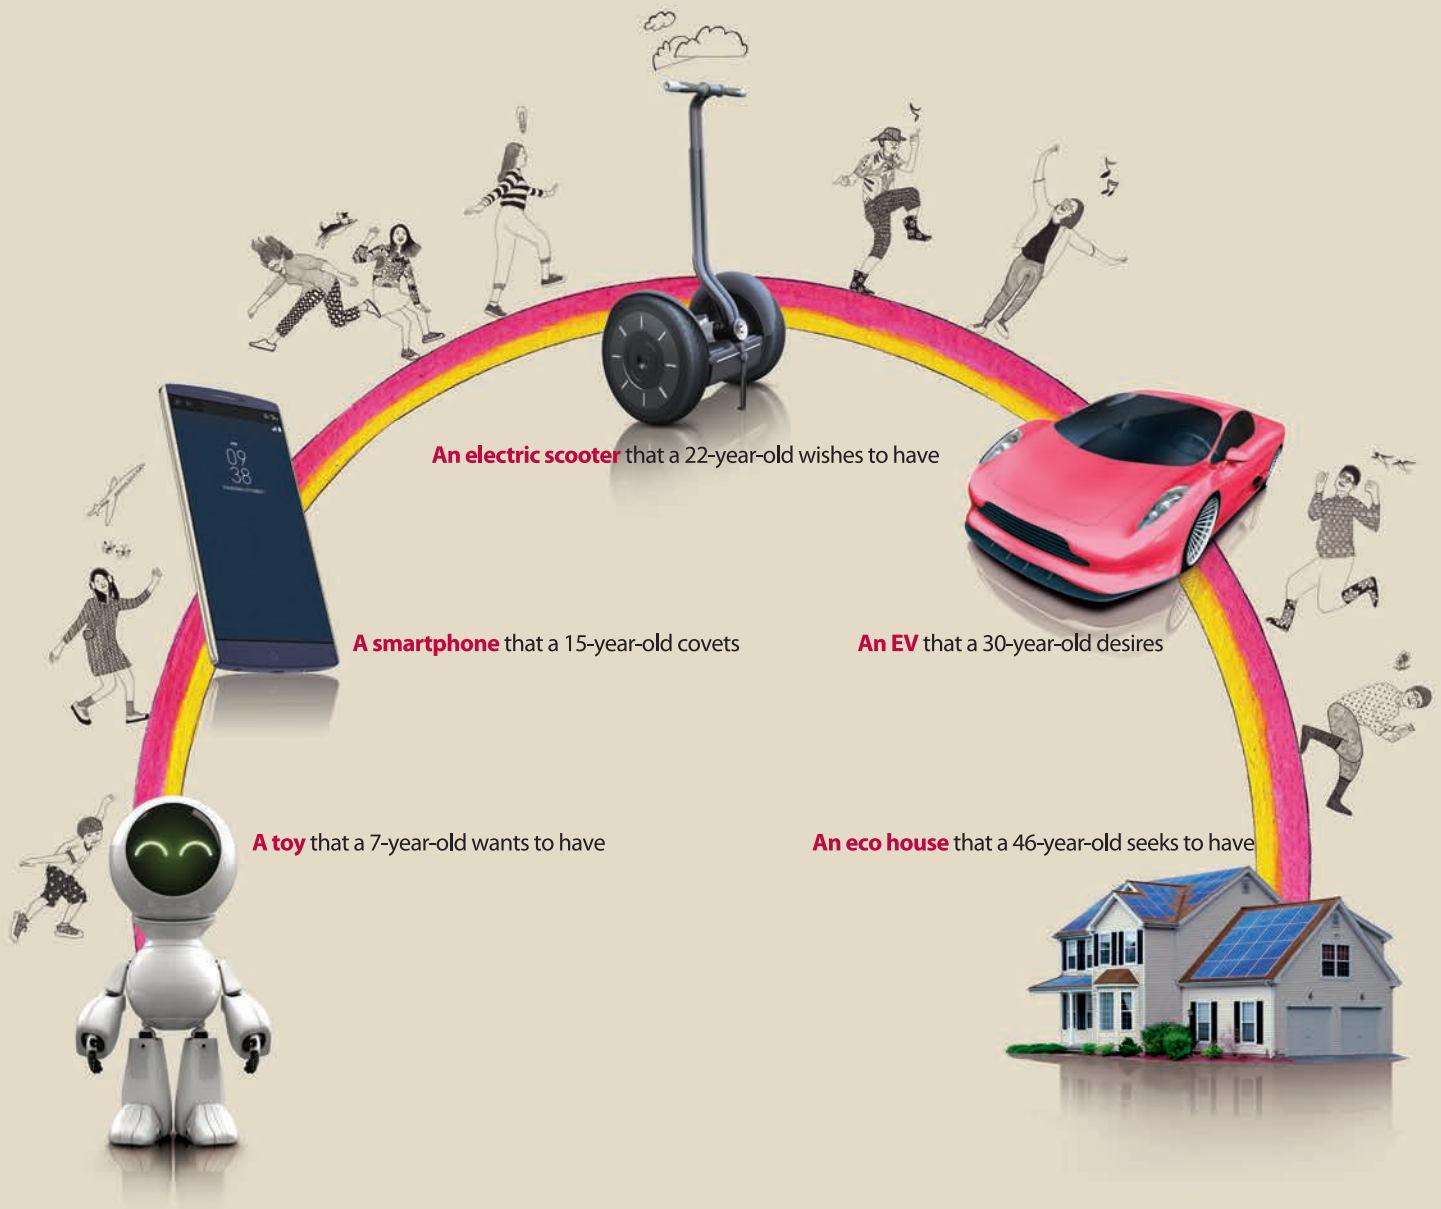 09
38
An electric scooter that a 22-year-old wishes to have
A smartphone that a 15-year-old covets
An EV that a 30-year-old desires
A toy that a 7-year-old wants to have
An eco house that a 46-year-old seeks to have